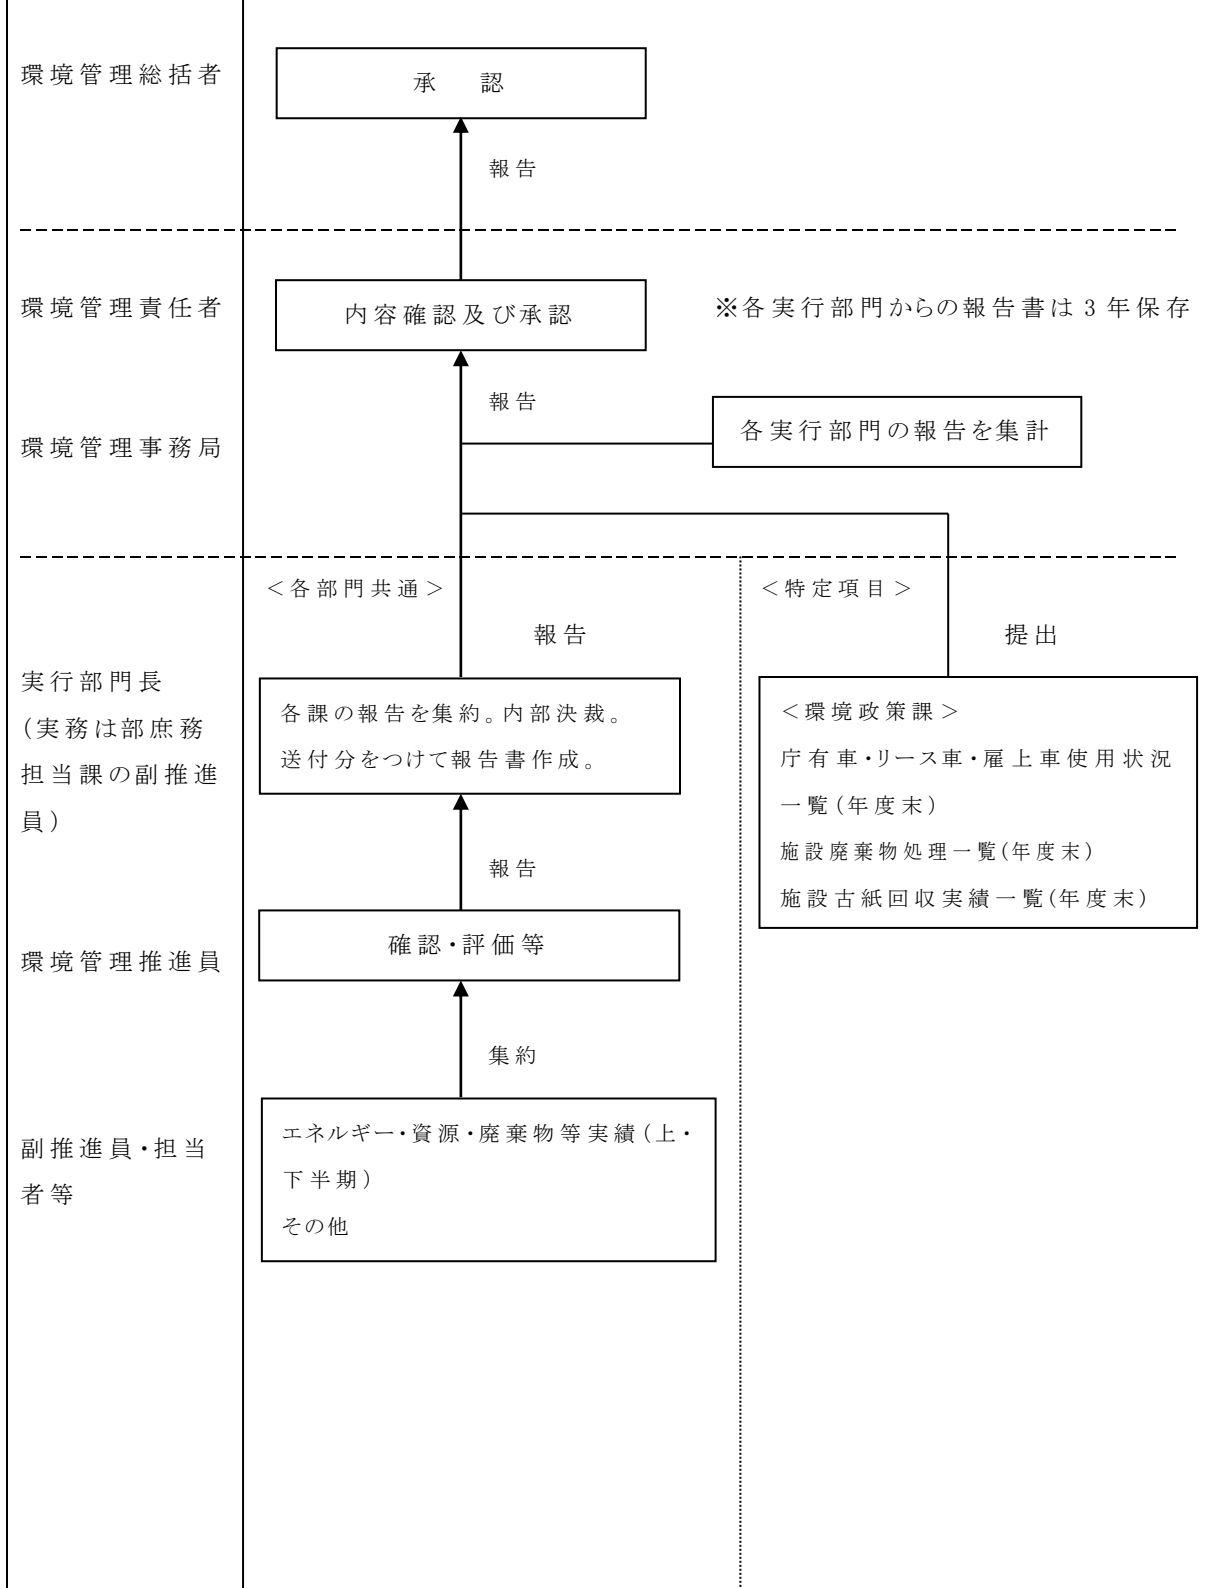 環境管理総括者
承　認
報告
環境管理責任者
内容確認及び承認
※各実行部門からの報告書は3年保存
報告
環境管理事務局
各実行部門の報告を集計
＜各部門共通＞
＜特定項目＞
報告
提出
実行部門長
（実務は部庶務
担当課の副推進
員）
各課の報告を集約。内部決裁。
送付分をつけて報告書作成。
＜環境政策課＞
庁有車・リース車・雇上車使用状況
一覧（年度末）
施設廃棄物処理一覧（年度末）
施設古紙回収実績一覧（年度末）
報告
環境管理推進員
確認・評価等
集約
副推進員・担当
者等
エネルギー・資源・廃棄物等実績（上・
下半期）
その他